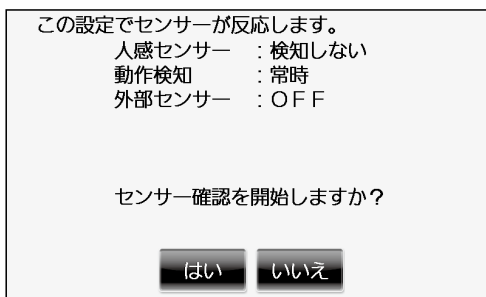 この設定でセンサーが反応します。
人感センサー　：検知しない
動作検知　　　：常時
外部センサー　：ＯＦＦ
センサー確認を開始しますか？
はい　いいえ